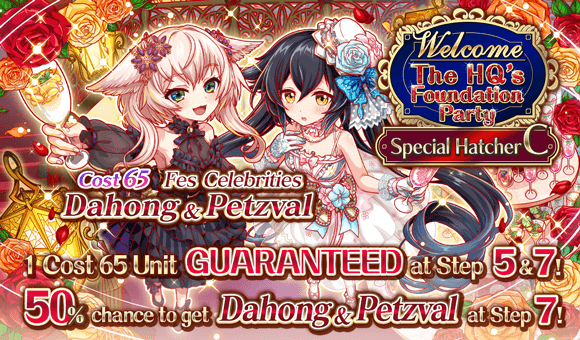 Welcome
The HQ's
Foundation
Party
Special Hatcher C
Cost 65 Fes Celebrities
Dahong & Petzval
1 Cost 65 Unit GUARANTEED at Step 5 & 7!
50% chance to get Dahong & Petzval at Step 7!